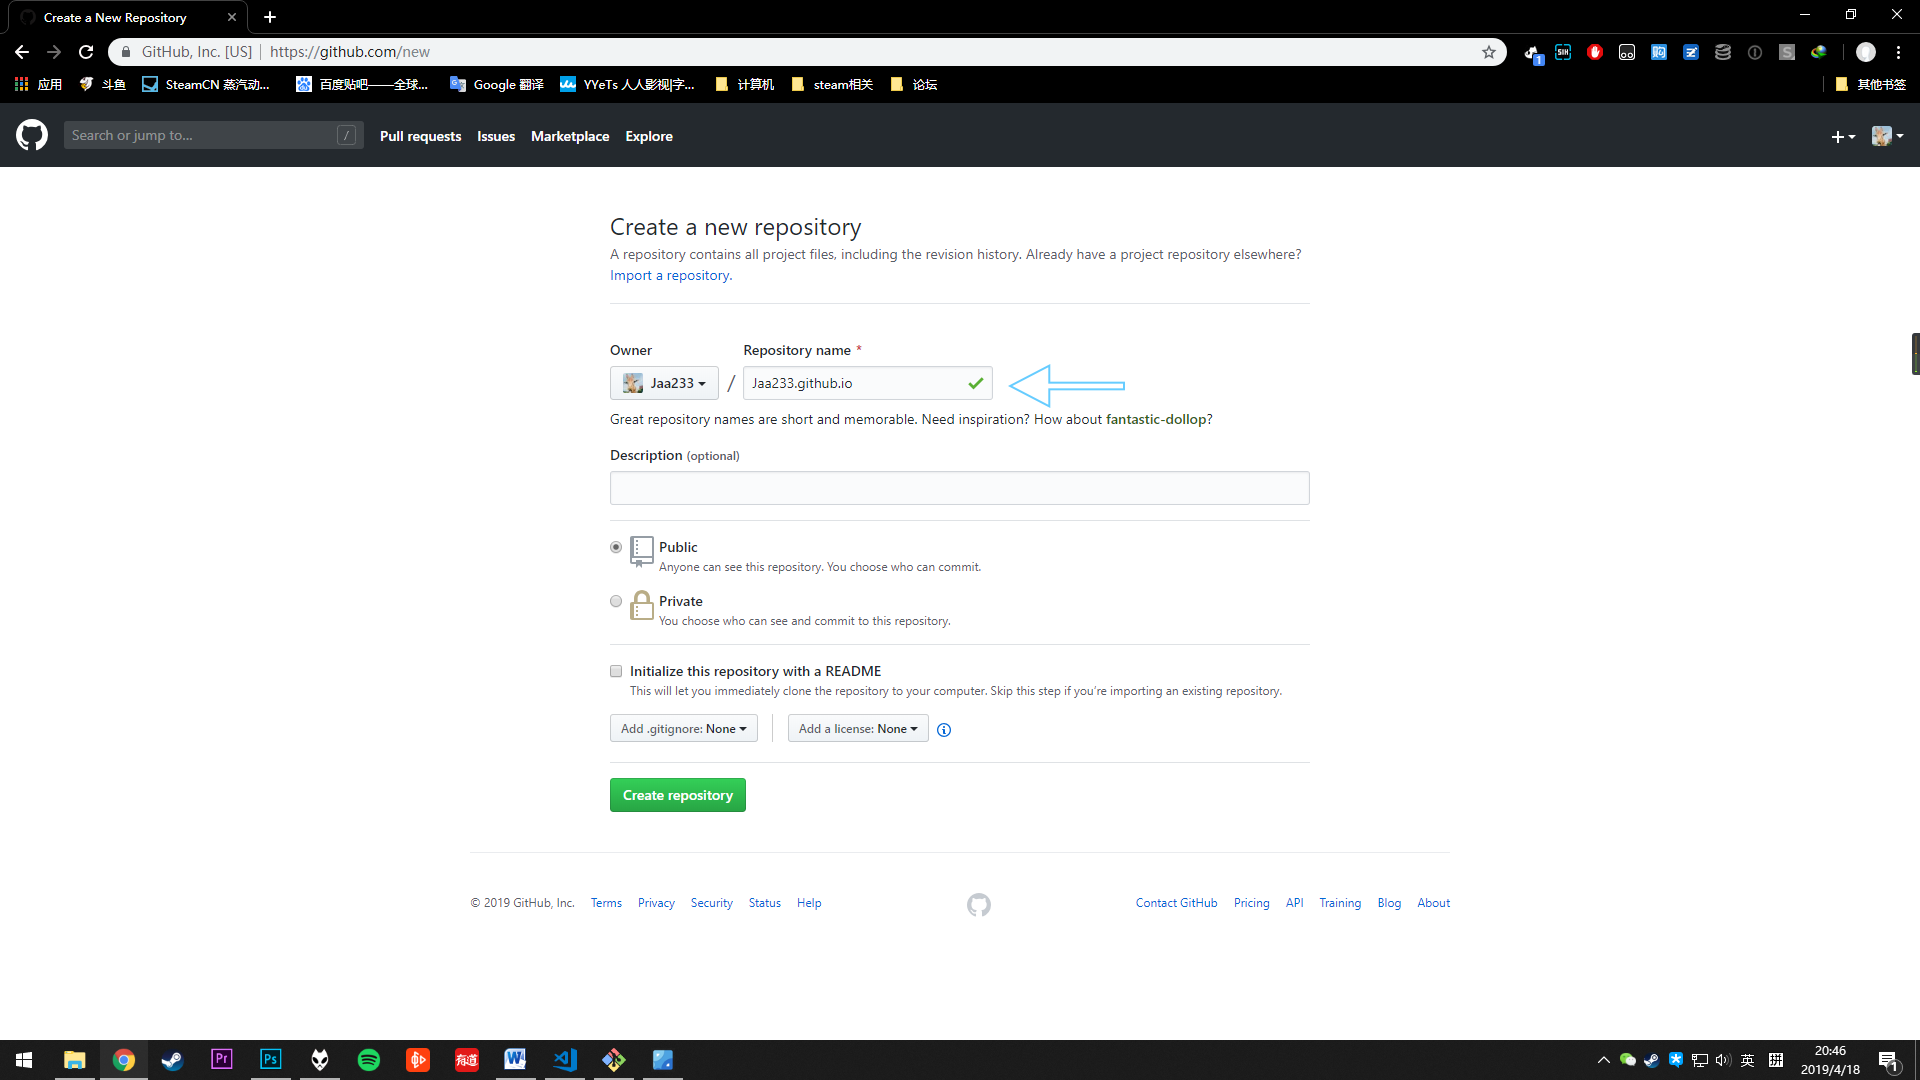 Create a New Repository
GitHub, Inc. [US] | https://github.com/new
应用 斗鱼 SteamCN 蒸汽动... 百度贴吧——全球... Google 翻译 YYeTs 人人影视|字... 计算机 steam相关 论坛 其他书签
Search or jump to... / Pull requests Issues Marketplace Explore
Create a new repository
A repository contains all project files, including the revision history. Already have a project repository elsewhere?
Import a repository.
Owner Repository name *
Jaa233 / Jaa233.github.io
Great repository names are short and memorable. Need inspiration? How about fantastic-dollop?
Description (optional)
Public
Anyone can see this repository. You choose who can commit.
Private
You choose who can see and commit to this repository.
Initialize this repository with a README
This will let you immediately clone the repository to your computer. Skip this step if you’re importing an existing repository.
Add .gitignore: None Add a license: None
Create repository
© 2019 GitHub, Inc. Terms Privacy Security Status Help Contact GitHub Pricing API Training Blog About
Pr Ps 有道 W 英 拼 20:46
2019/4/18 1